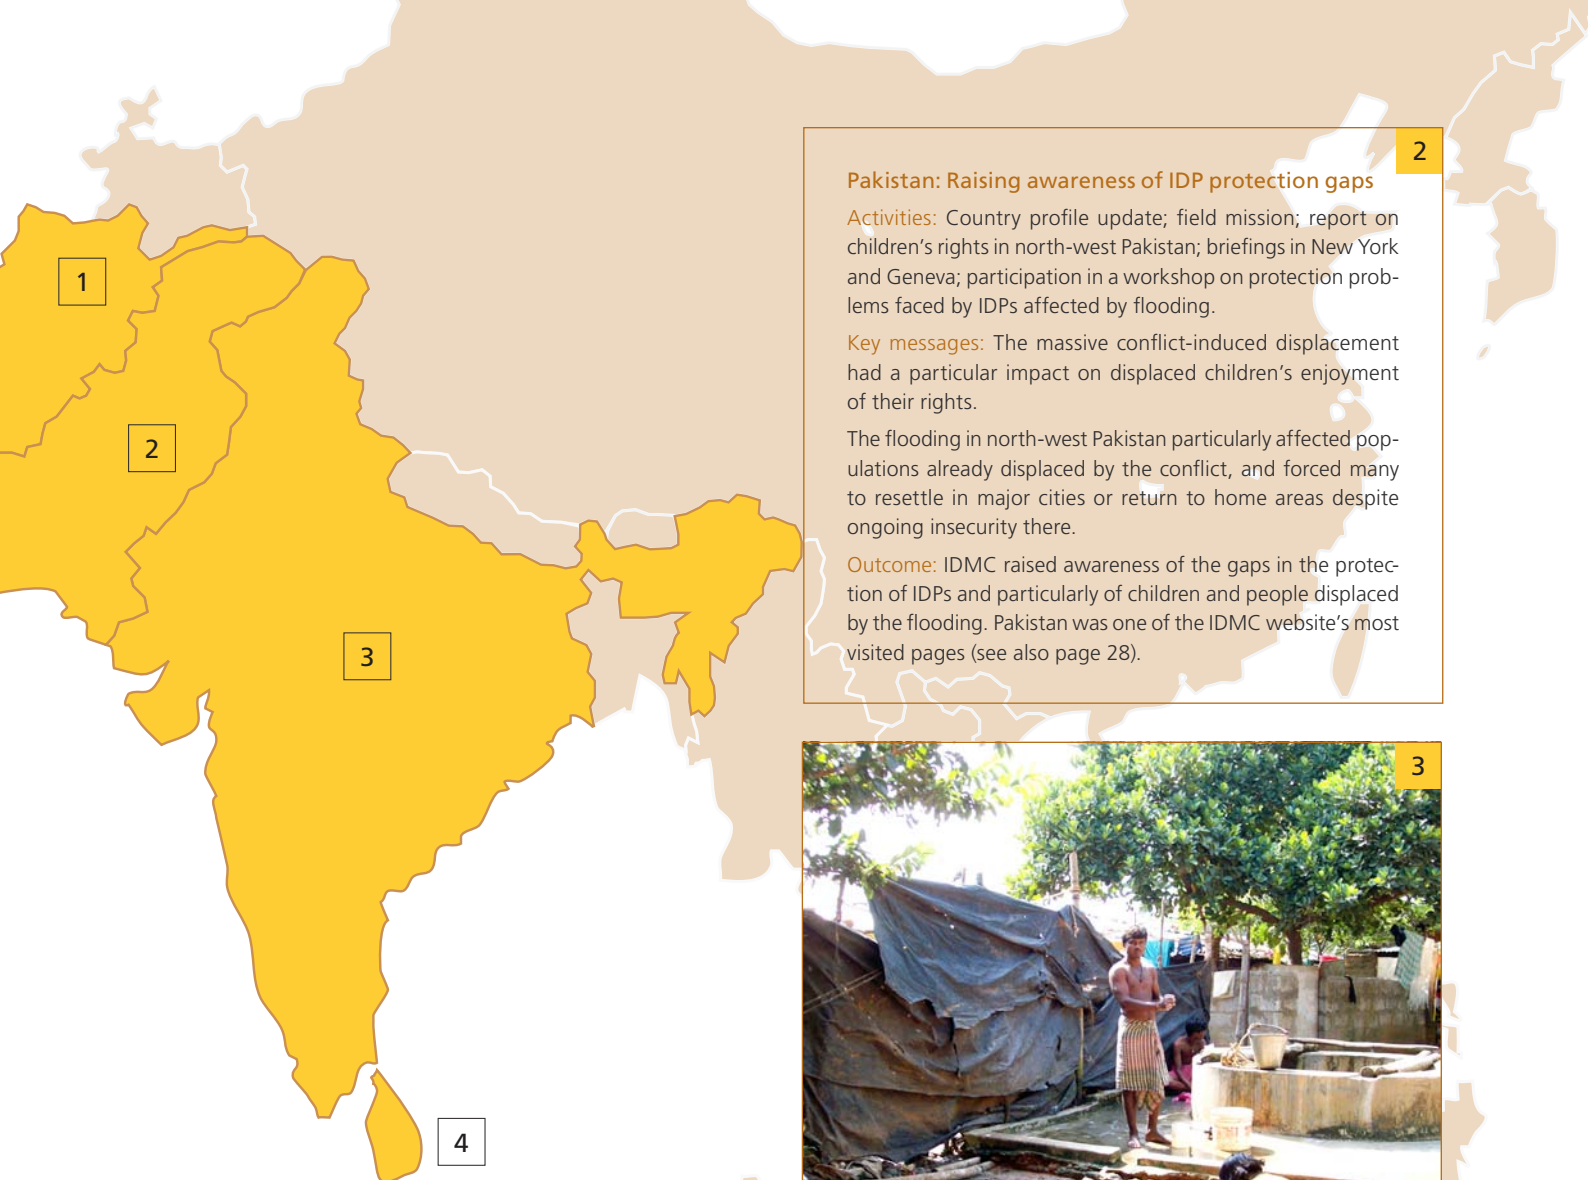 1
2
3
4
2
Pakistan: Raising awareness of IDP protection gaps
Activities: Country profile update; field mission; report on
children’s rights in north-west Pakistan; briefings in New York
and Geneva; participation in a workshop on protection prob-
lems faced by IDPs affected by flooding.
Key messages: The massive conflict-induced displacement
had a particular impact on displaced children’s enjoyment
of their rights.
The flooding in north-west Pakistan particularly affected pop-
ulations already displaced by the conflict, and forced many
to resettle in major cities or return to home areas despite
ongoing insecurity there.
Outcome: IDMC raised awareness of the gaps in the protec-
tion of IDPs and particularly of children and people displaced
by the flooding. Pakistan was one of the IDMC website’s most
visited pages (see also page 28).
3